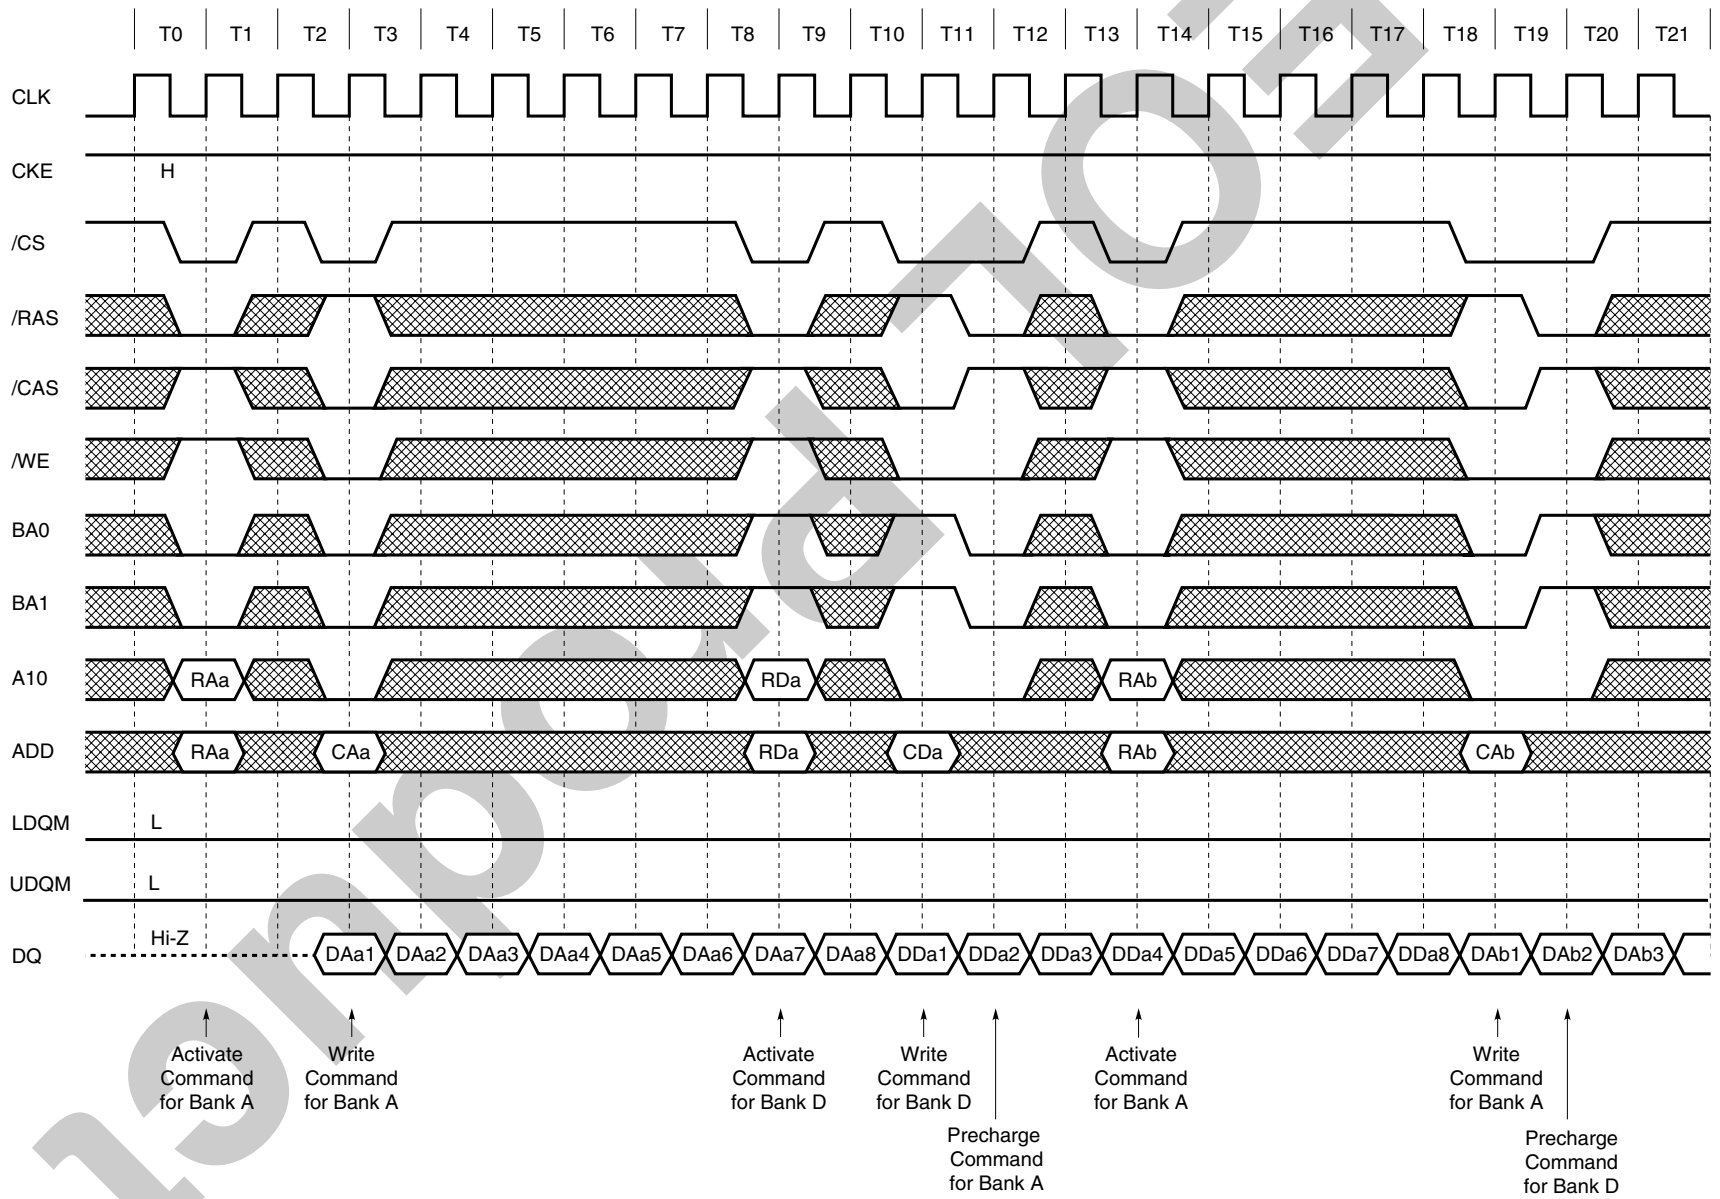 T0 T1 T2 T3 T4 T5 T6 T7 T8 T9 T10 T11 T12 T13 T14 T15 T16 T17 T18 T19 T20 T21
CLK
CKE H
/CS
/RAS
/CAS
/WE
BA0
BA1
A10 RAa RDa RAb
ADD RAa CAa RDa CDa RAb CAb
LDQM L
UDQM L
DQ Hi-Z DAa1 DAa2 DAa3 DAa4 DAa5 DAa6 DAa7 DAa8 DDa1 DDa2 DDa3 DDa4 DDa5 DDa6 DDa7 DDa8 DAb1 DAb2 DAb3
Activate
Command
for Bank A
Write
Command
for Bank A
Activate
Command
for Bank D
Write
Command
for Bank D
Precharge
Command
for Bank A
Activate
Command
for Bank A
Write
Command
for Bank A
Precharge
Command
for Bank D
EOL Product